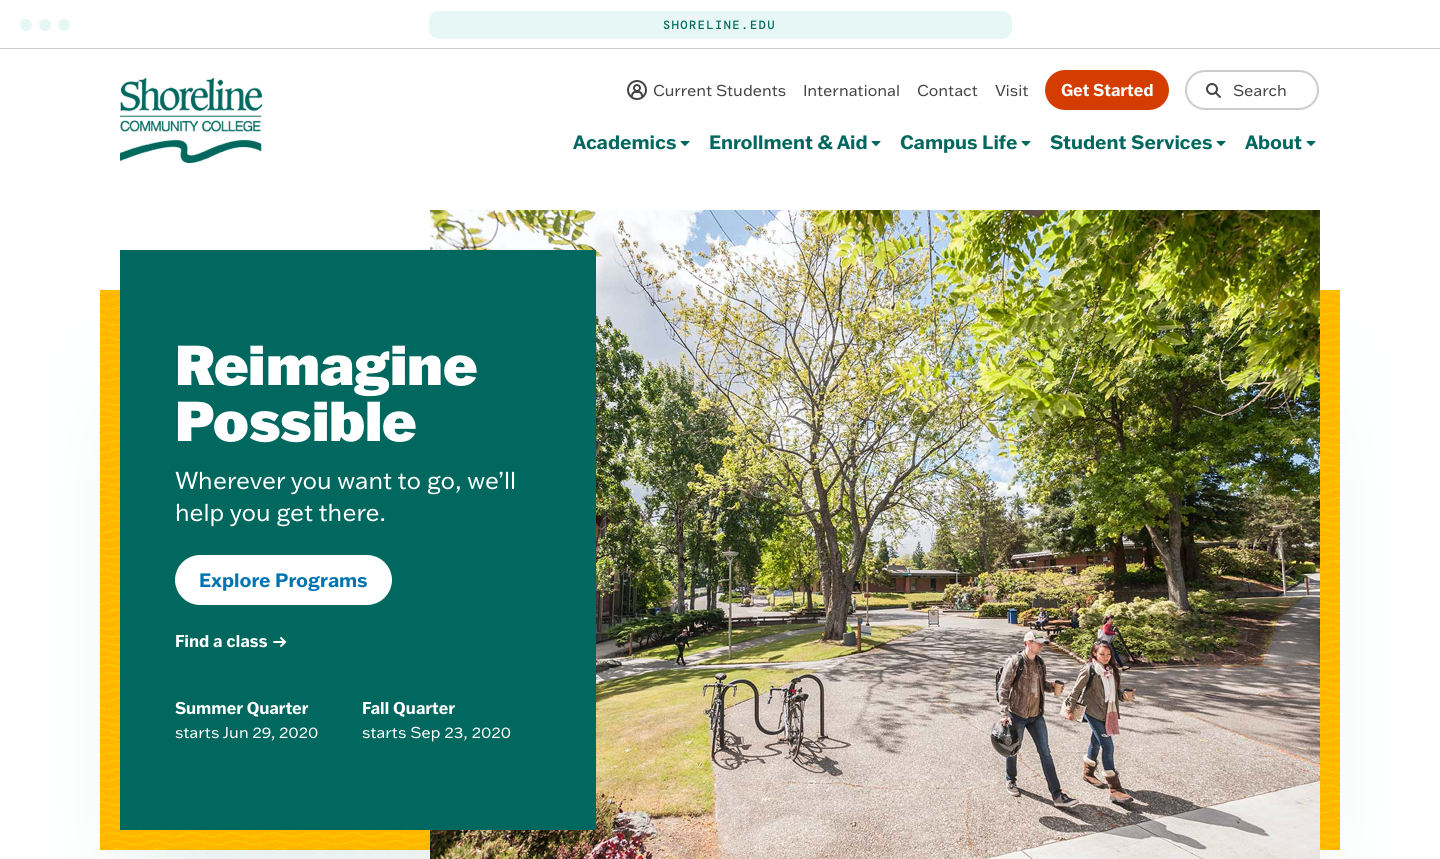 SHORELINE.EDU
Shoreline
COMMUNITY COLLEGE
Current Students International Contact Visit Get Started Search
Academics Enrollment & Aid Campus Life Student Services About
Reimagine
Possible
Wherever you want to go, we’ll
help you get there.
Explore Programs
Find a class →
Summer Quarter
starts Jun 29, 2020
Fall Quarter
starts Sep 23, 2020